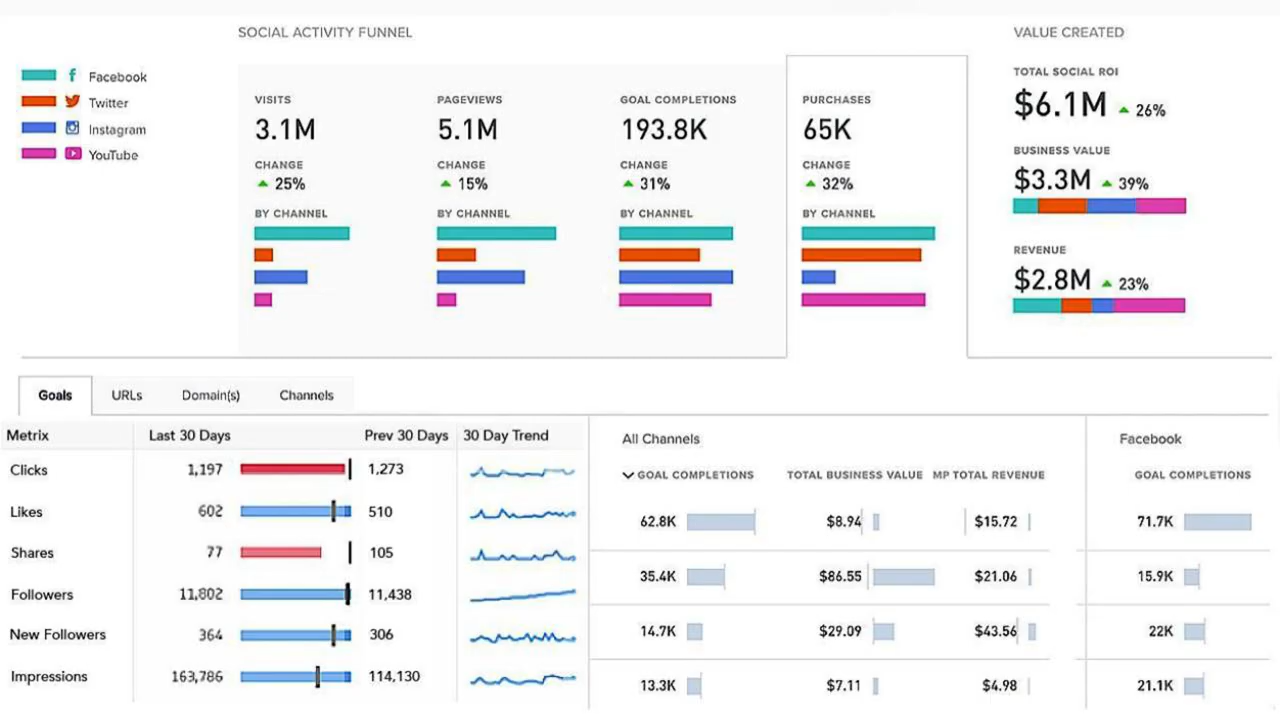 SOCIAL ACTIVITY FUNNEL
VALUE CREATED
Facebook
Twitter
Instagram
YouTube
VISITS
3.1M
CHANGE
25%
BY CHANNEL
PAGEVIEWS
5.1M
CHANGE
15%
BY CHANNEL
GOAL COMPLETIONS
193.8K
CHANGE
31%
BY CHANNEL
PURCHASES
65K
CHANGE
32%
BY CHANNEL
TOTAL SOCIAL ROI
$6.1M 26%
BUSINESS VALUE
$3.3M 39%
REVENUE
$2.8M 23%
Goals URLs Domain(s) Channels
Metrix Last 30 Days Prev 30 Days 30 Day Trend
Clicks 1,197 1,273
Likes 602 510
Shares 77 105
Followers 11,802 11,438
New Followers 364 306
Impressions 163,786 114,130
All Channels
GOAL COMPLETIONS TOTAL BUSINESS VALUE MP TOTAL REVENUE
62.8K $8.94 $15.72
35.4K $86.55 $21.06
14.7K $29.09 $43.56
13.3K $7.11 $4.98
Facebook
GOAL COMPLETIONS
71.7K
15.9K
22K
21.1K